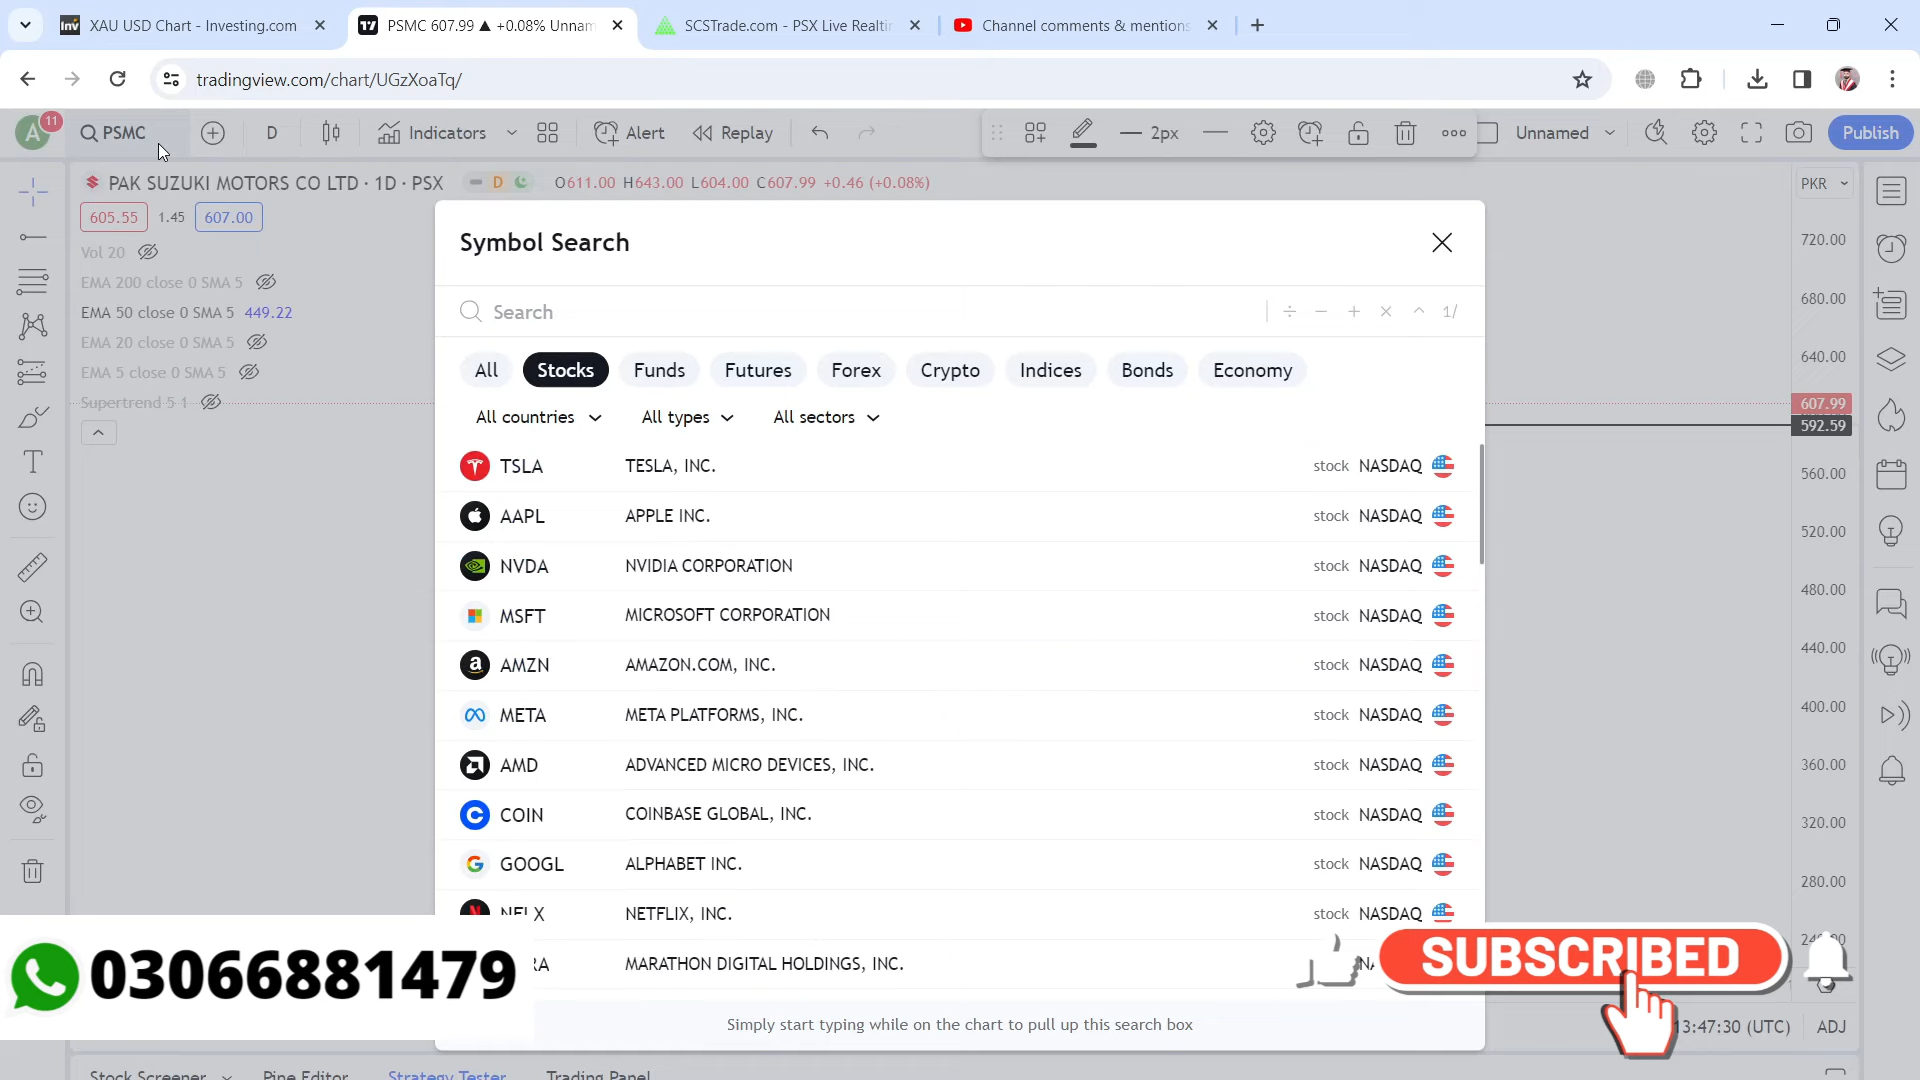 XAU USD Chart - Investing.com
PSMC 607.99 ▲ +0.08% Unnam
SCSTrade.com - PSX Live Realtin
Channel comments & mentions
tradingview.com/chart/UGzXoaTq/
A 11 PSMC D Indicators Alert Replay 2px Unnamed Publish
PAK SUZUKI MOTORS CO LTD · 1D · PSX D O611.00 H643.00 L604.00 C607.99 +0.46 (+0.08%) PKR
605.55 1.45 607.00
Vol 20
EMA 200 close 0 SMA 5
EMA 50 close 0 SMA 5 449.22
EMA 20 close 0 SMA 5
EMA 5 close 0 SMA 5
Supertrend 5 1
Symbol Search
Search 1/
All Stocks Funds Futures Forex Crypto Indices Bonds Economy
All countries All types All sectors
TSLA TESLA, INC. stock NASDAQ
AAPL APPLE INC. stock NASDAQ
NVDA NVIDIA CORPORATION stock NASDAQ
MSFT MICROSOFT CORPORATION stock NASDAQ
AMZN AMAZON.COM, INC. stock NASDAQ
META META PLATFORMS, INC. stock NASDAQ
AMD ADVANCED MICRO DEVICES, INC. stock NASDAQ
COIN COINBASE GLOBAL, INC. stock NASDAQ
GOOGL ALPHABET INC. stock NASDAQ
NFLX NETFLIX, INC. stock NASDAQ
RA MARATHON DIGITAL HOLDINGS, INC.
Simply start typing while on the chart to pull up this search box
720.00
680.00
640.00
607.99
592.59
560.00
520.00
480.00
440.00
400.00
360.00
320.00
280.00
03066881479
SUBSCRIBED
3:47:30 (UTC) ADJ
Stock Screener Pine Editor Strategy Tester Trading Panel